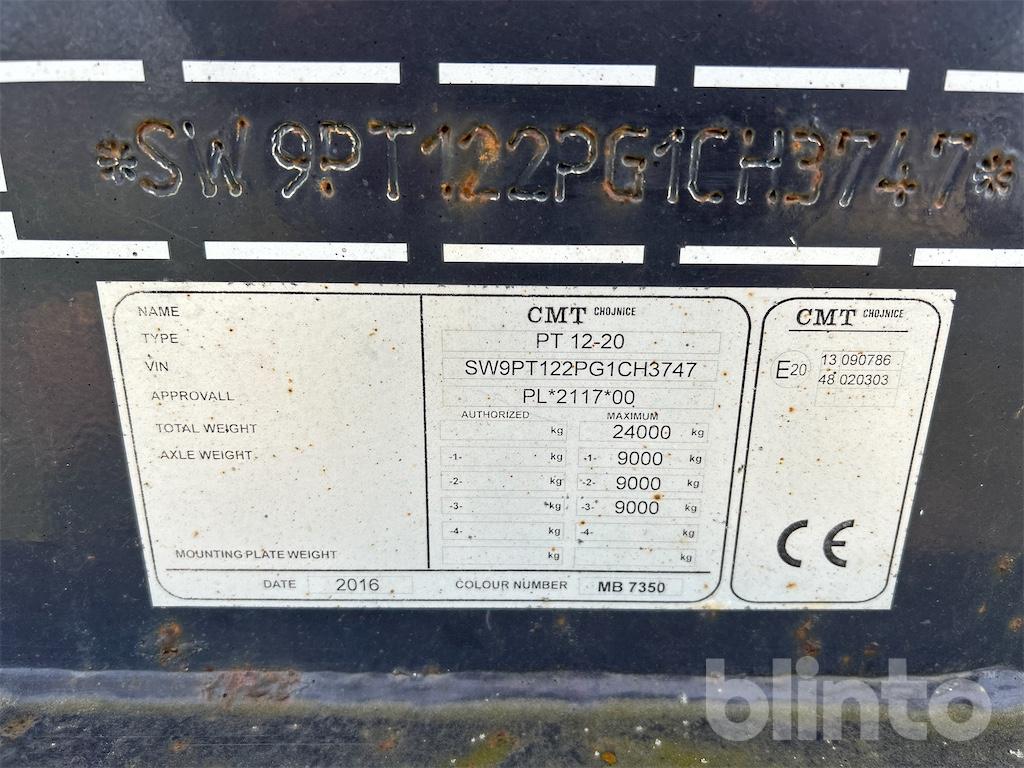 *SW9PT122PG1CH3747*
NAME CMT CHOJNICE
TYPE PT 12-20
VIN SW9PT122PG1CH3747
APPROVALL PL*2117*00
AUTHORIZED MAXIMUM
TOTAL WEIGHT kg 24000 kg
AXLE WEIGHT -1- kg -1- 9000 kg
-2- kg -2- 9000 kg
-3- kg -3- 9000 kg
-4- kg -4- kg
MOUNTING PLATE WEIGHT kg kg
DATE 2016 COLOUR NUMBER MB 7350
CMT CHOJNICE
E20 13 090786
48 020303
CE
blinto™